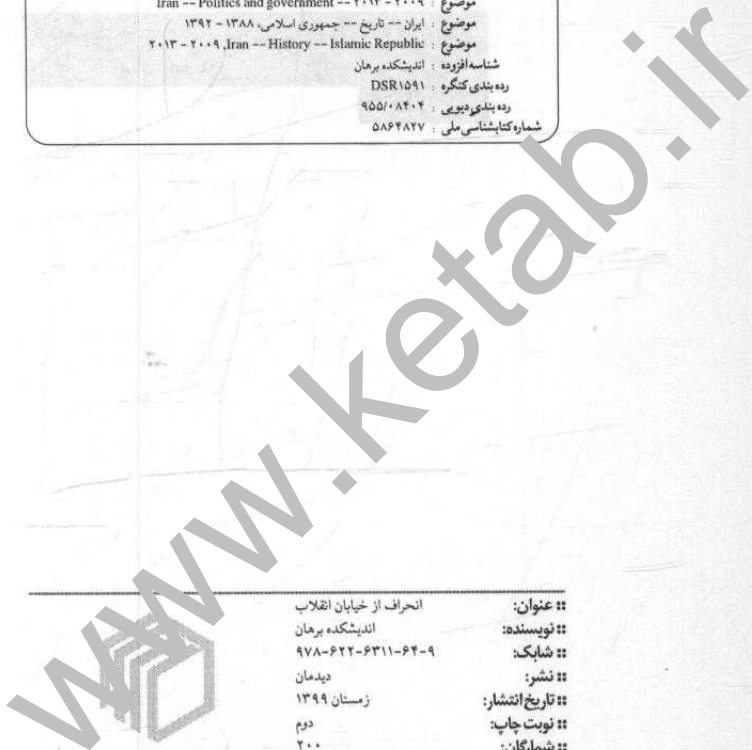 موضوع : Iran -- Politics and government -- ۲۰۱۳ - ۲۰۰۹
موضوع : ایران -- تاریخ -- جمهوری اسلامی، ۱۳۸۸ - ۱۳۹۲
موضوع : Iran -- History -- Islamic Republic, ۲۰۰۹ - ۲۰۱۳
شناسه افزوده : اندیشکده برهان
رده بندی کنگره : DSR۱۵۹۱
رده بندی دیویی : ۹۵۵/۰۸۴۰۴
شماره کتابشناسی ملی : ۵۸۶۴۸۲۷
www.ketab.ir
:: عنوان: انحراف از خیابان انقلاب
:: نویسنده: اندیشکده برهان
:: شابک: ۹۷۸-۶۲۲-۶۳۱۱-۶۴-۹
:: نشر: دیدمان
:: تاریخ انتشار: زمستان ۱۳۹۹
:: نوبت چاپ: دوم
:: شمارگان: ۲۰۰